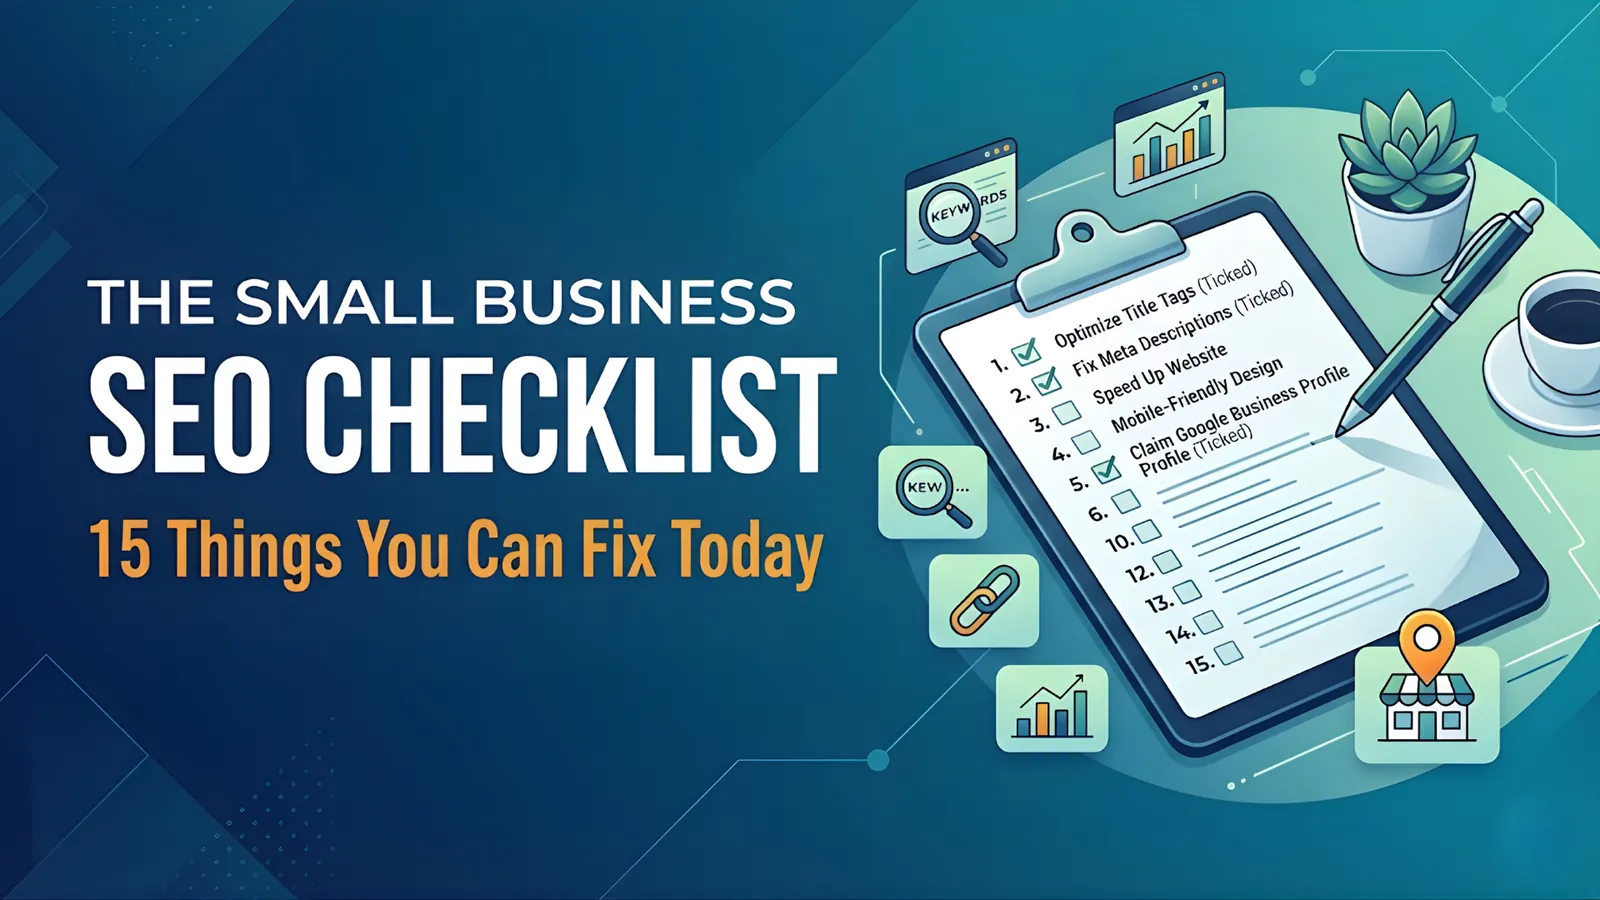 THE SMALL BUSINESS
SEO CHECKLIST
15 Things You Can Fix Today
KEYW RDS
1. Optimize Title Tags (Ticked)
2. Fix Meta Descriptions (Ticked)
3. Speed Up Website
4. Mobile-Friendly Design
5. Claim Google Business Profile
Profile (Ticked)
6.
10.
12.
13.
14.
15.
KEW ...